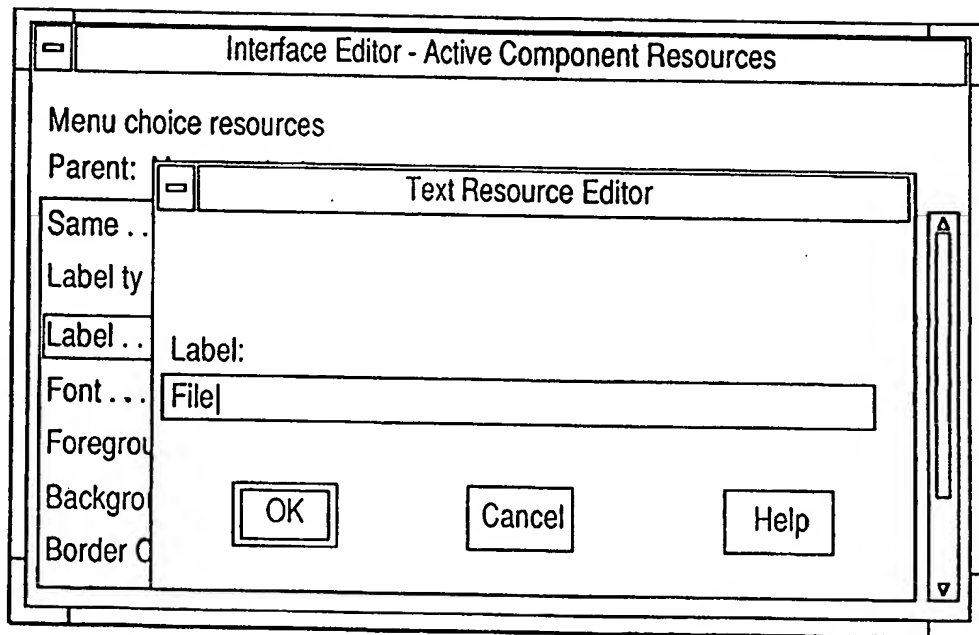 Interface Editor - Active Component Resources
Menu choice resources
Parent:
Text Resource Editor
Same . .
Label ty
Label . .
Label:
Font . . .
File
Foregrou
Backgrou
OK
Cancel
Help
Border C